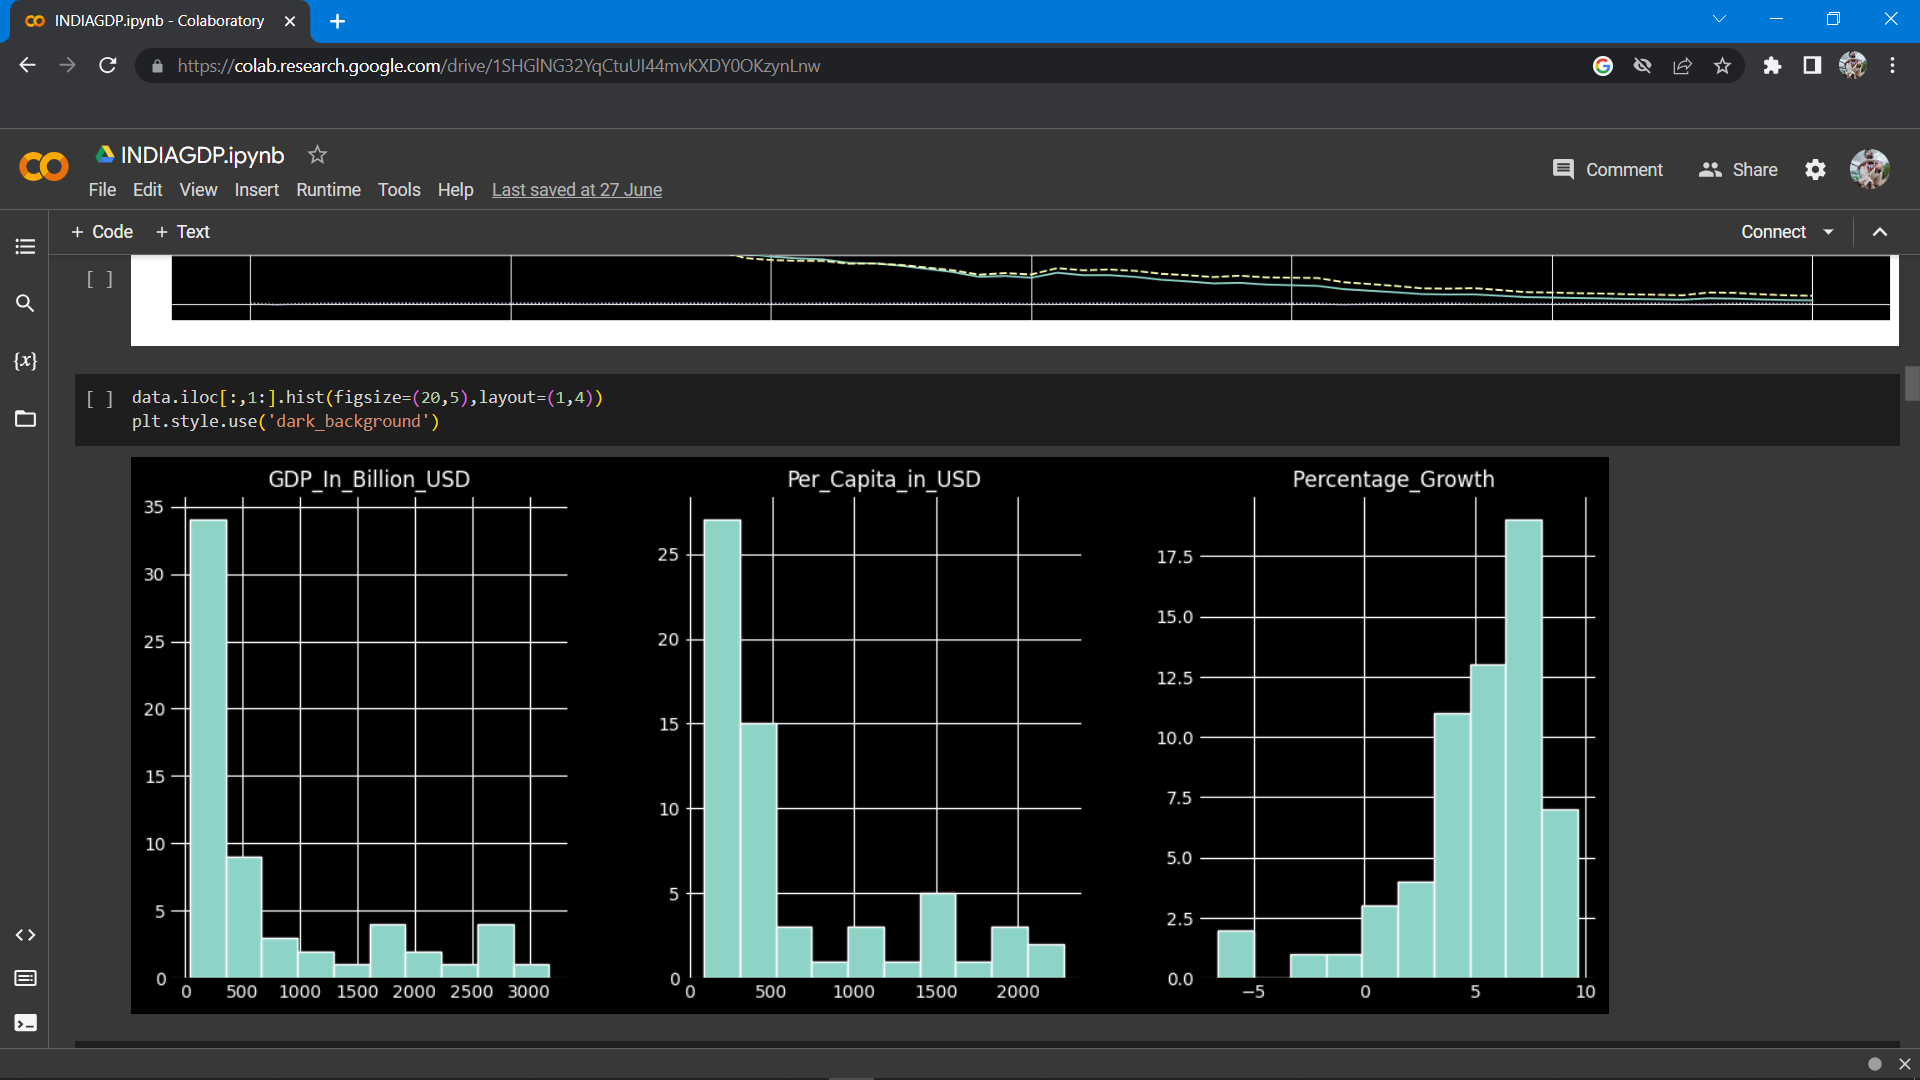 INDIAGDP.ipynb - Colaboratory
https://colab.research.google.com/drive/1SHGlNG32YqCtuUI44mvKXDY0OKzynLnw
INDIAGDP.ipynb
Comment
Share
File Edit View Insert Runtime Tools Help Last saved at 27 June
+ Code + Text
Connect
[ ]
[ ] data.iloc[:,1:].hist(figsize=(20,5),layout=(1,4))
plt.style.use('dark_background')
{x}
GDP_In_Billion_USD
35
30
25
20
15
10
5
0
0 500 1000 1500 2000 2500 3000
Per_Capita_in_USD
25
20
15
10
5
0
0 500 1000 1500 2000
Percentage_Growth
17.5
15.0
12.5
10.0
7.5
5.0
2.5
0.0
−5 0 5 10